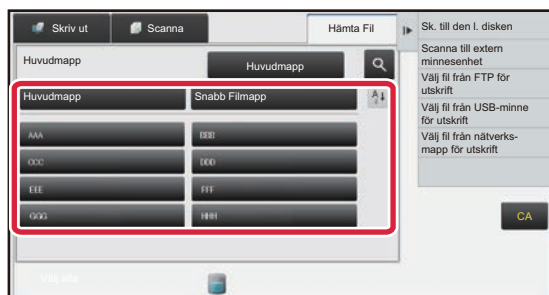 Skriv ut
Scanna
Hämta Fil
Huvudmapp
Huvudmapp
Huvudmapp
Snabb Filmapp
AAA
BBB
CCC
DDD
EEE
FFF
GGG
HHH
Sk. till den l. disken
Scanna till extern
minnesenhet
Välj fil från FTP för
utskrift
Välj fil från USB-minne
för utskrift
Välj fil från nätverks-
mapp för utskrift
CA